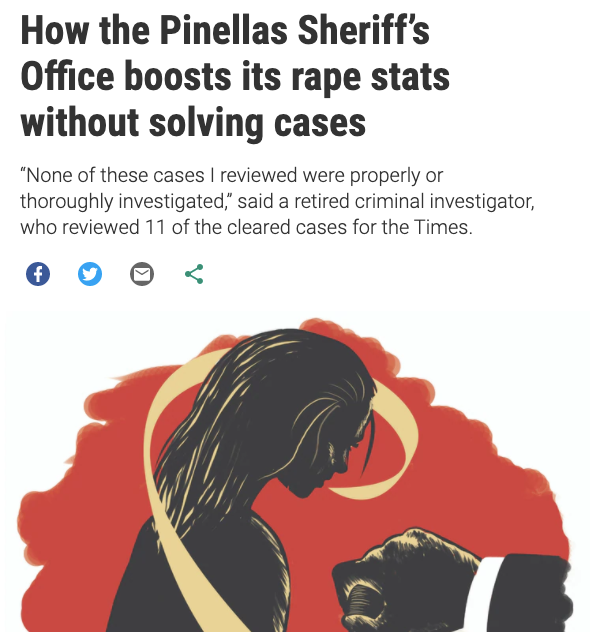 How the Pinellas Sheriff’s
Office boosts its rape stats
without solving cases
“None of these cases I reviewed were properly or
thoroughly investigated,” said a retired criminal investigator,
who reviewed 11 of the cleared cases for the Times.